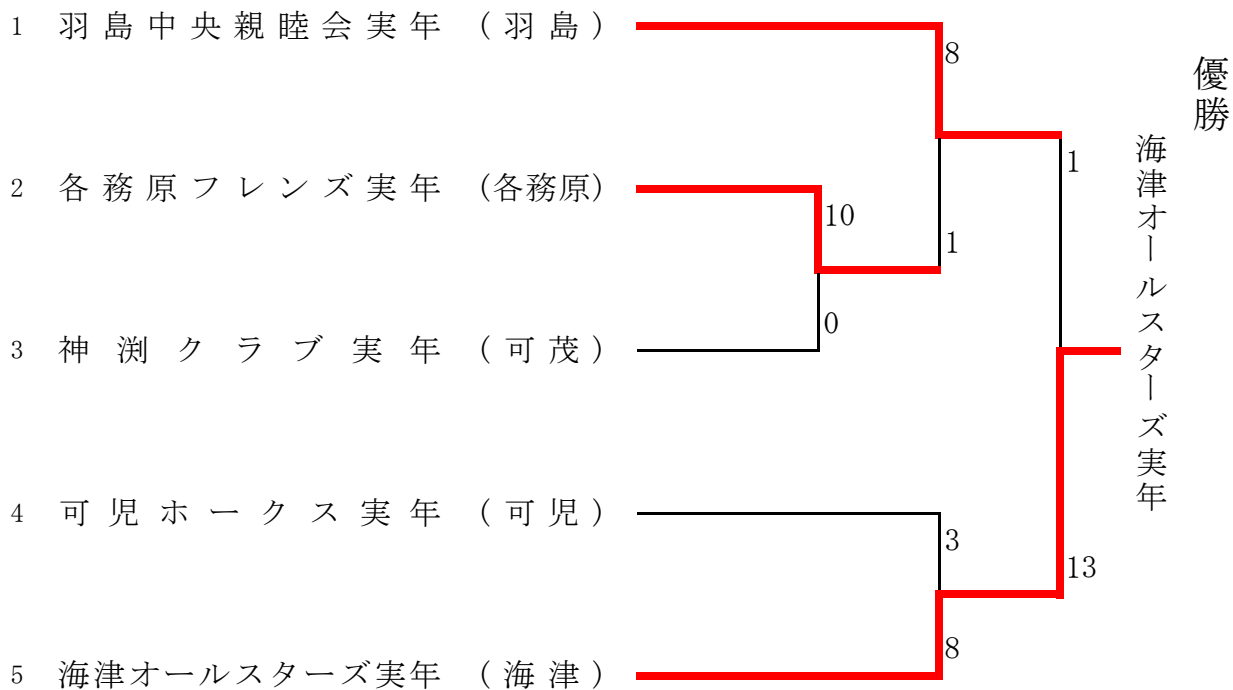 1 羽島中央親睦会実年 (羽島)
8
優勝
海津オールスターズ実年
1
2 各務原フレンズ実年 (各務原)
10
1
0
3 神渕クラブ実年 (可茂)
4 可児ホークス実年 (可児)
3
13
8
5 海津オールスターズ実年 (海津)